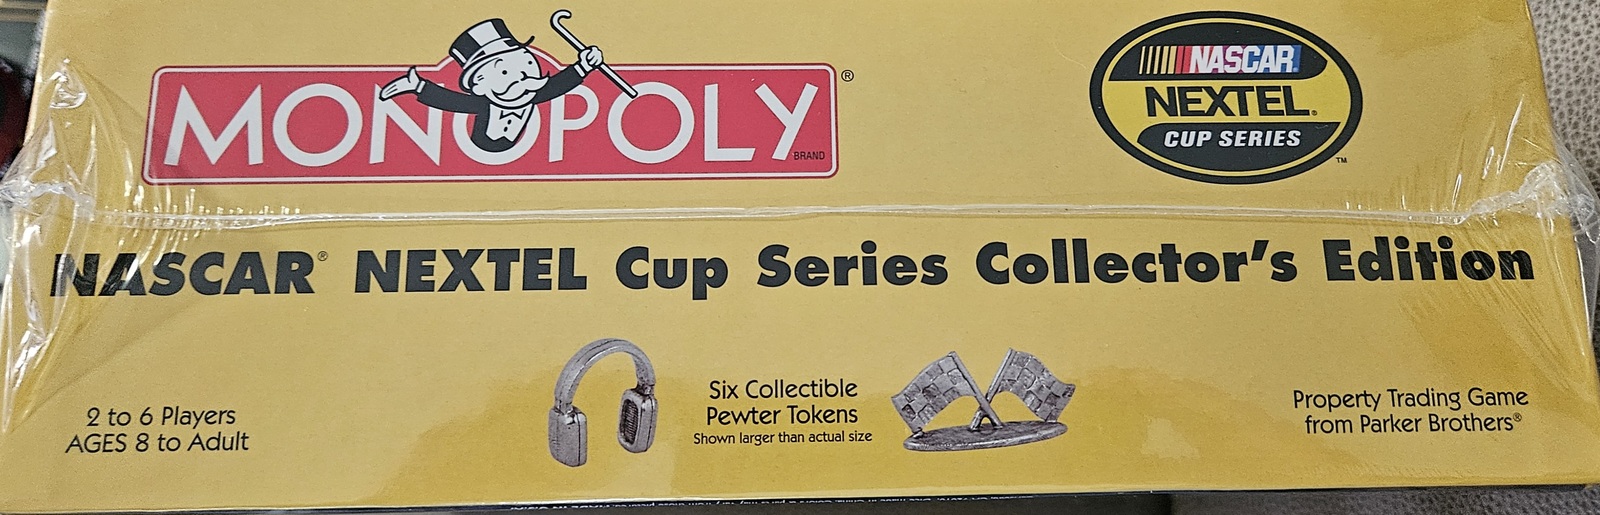 MONOPOLY®
BRAND
NASCAR®
NEXTEL®
CUP SERIES
™
NASCAR® NEXTEL Cup Series Collector's Edition
2 to 6 Players
AGES 8 to Adult
Six Collectible
Pewter Tokens
Shown larger than actual size
Property Trading Game
from Parker Brothers®